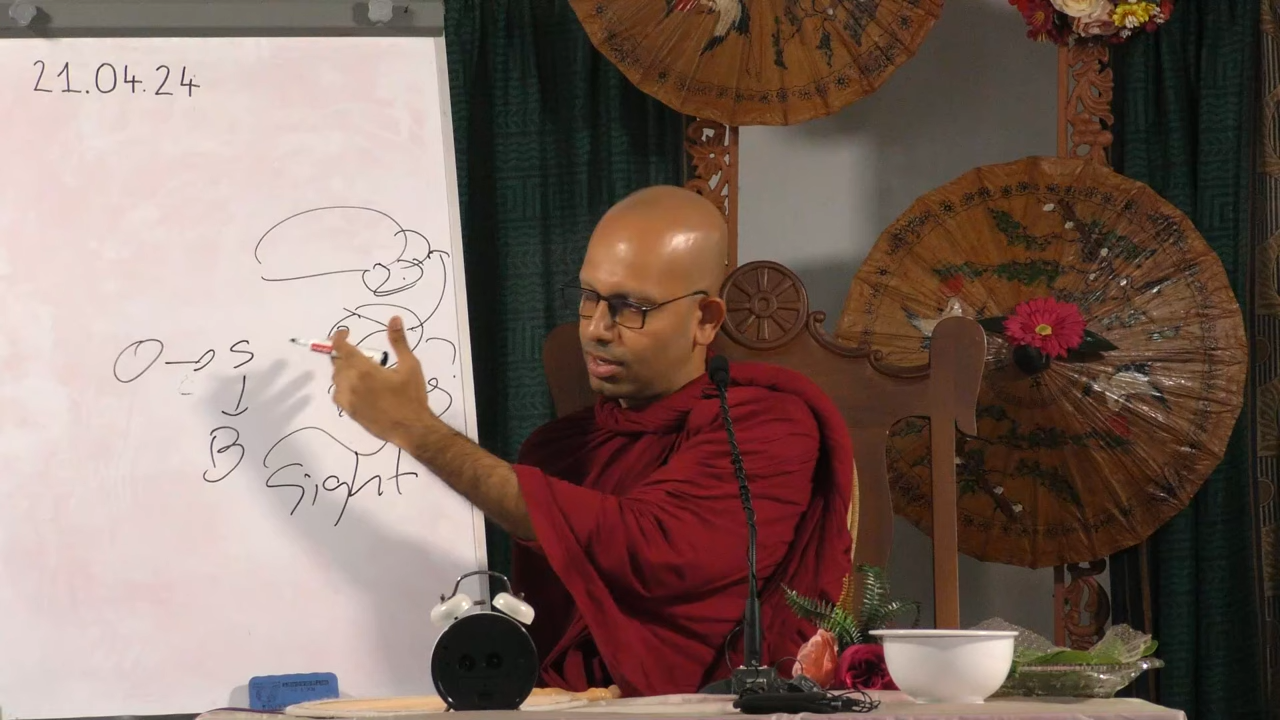 21.04.24
O → S
↓
B
Sight